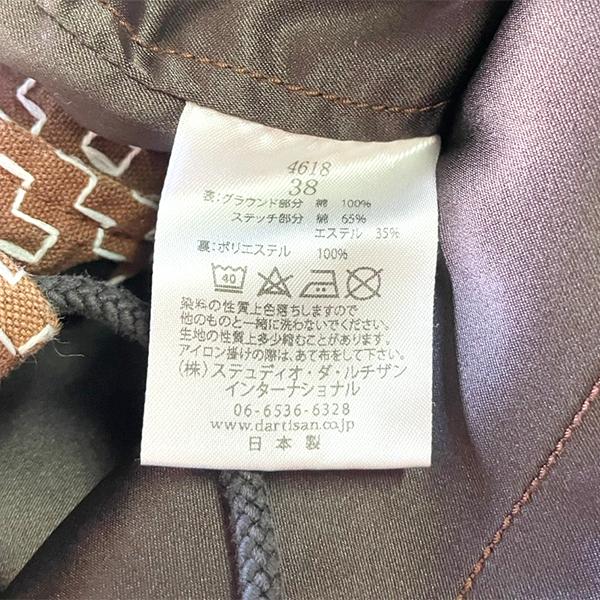 4618
38
表:グラウンド部分 綿 100%
ステッチ部分 綿 65%
エステル 35%
裏:ポリエステル 100%
40
染料の性質上色落ちしますので
他のものと一緒に洗わないでください。
生地の性質上多少縮むことがあります。
アイロン掛けの際は、あて布をして下さい。
(株)ステュディオ・ダ・ルチザン
インターナショナル
06-6536-6328
www.dartisan.co.jp
日本製